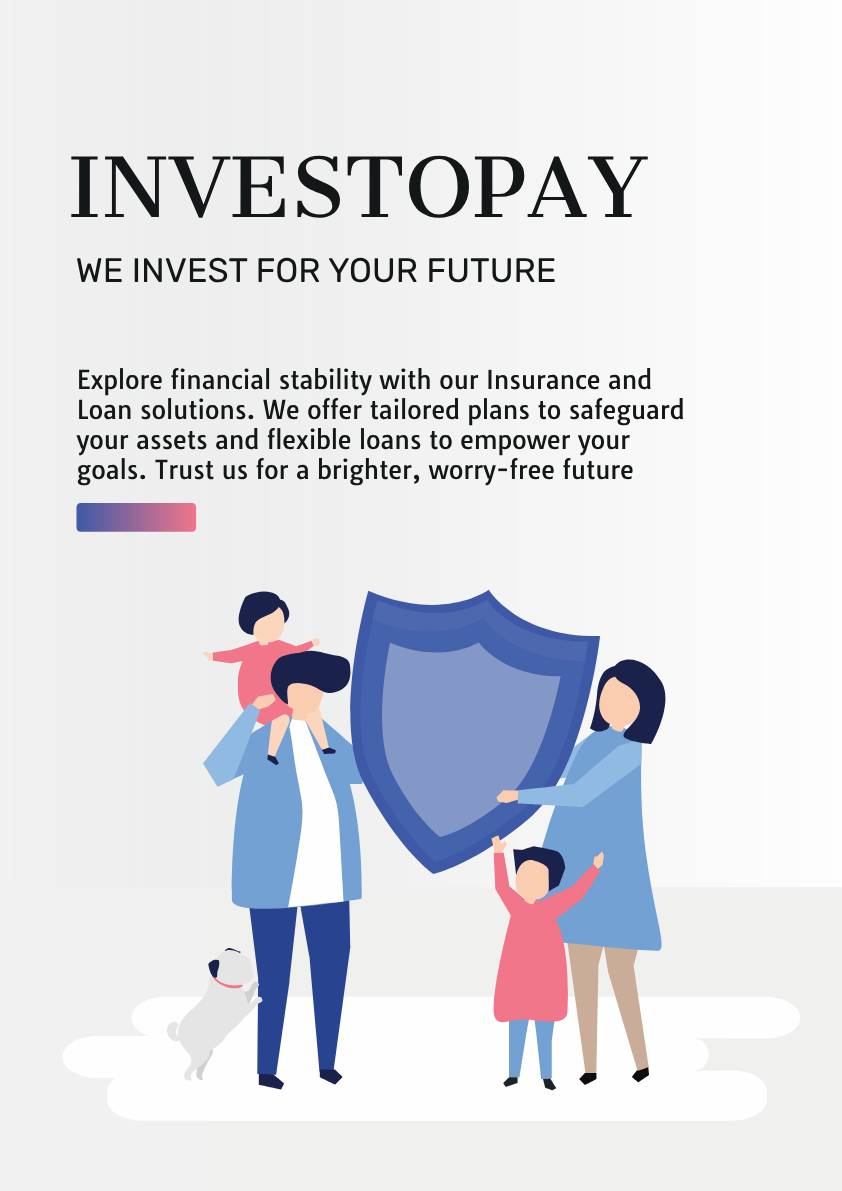 INVESTOPAY
WE INVEST FOR YOUR FUTURE
Explore financial stability with our Insurance and
Loan solutions. We offer tailored plans to safeguard
your assets and flexible loans to empower your
goals. Trust us for a brighter, worry-free future